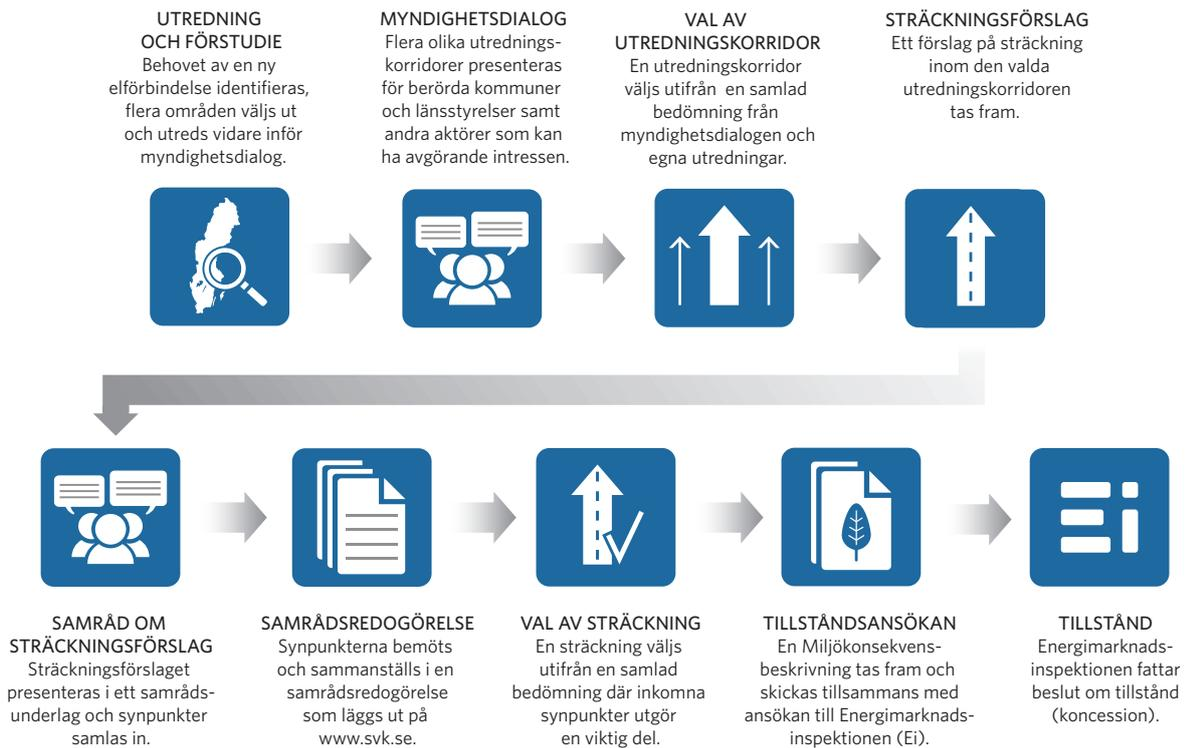 UTREDNING
OCH FÖRSTUDIE
Behovet av en ny
elförbindelse identifieras,
flera områden väljs ut
och utreds vidare inför
myndighetsdialog.
MYNDIGHETSDIALOG
Flera olika utrednings-
korridorer presenteras
för berörda kommuner
och länsstyrelser samt
andra aktörer som kan
ha avgörande intressen.
VAL AV
UTREDNINGSKORRIDOR
En utredningskorridor
väljs utifrån en samlad
bedömning från
myndighetsdialogen och
egna utredningar.
STRÄCKNINGSFÖRSLAG
Ett förslag på sträckning
inom den valda
utredningskorridoren
tas fram.
SAMRÅD OM
STRÄCKNINGSFÖRSLAG
Sträckningsförslaget
presenteras i ett samråds-
underlag och synpunkter
samlas in.
SAMRÅDSREDOGÖRELSE
Synpunkterna bemöts
och sammanställs i en
samrådsredogörelse
som läggs ut på
www.svk.se.
VAL AV STRÄCKNING
En sträckning väljs
utifrån en samlad
bedömning där inkomna
synpunkter utgör
en viktig del.
TILLSTÅNDSANSÖKAN
En Miljökonsekvens-
beskrivning tas fram och
skickas tillsammans med
ansökan till Energimarknads-
inspektionen (Ei).
Ei
TILLSTÅND
Energimarknads-
inspektionen fattar
beslut om tillstånd
(koncession).